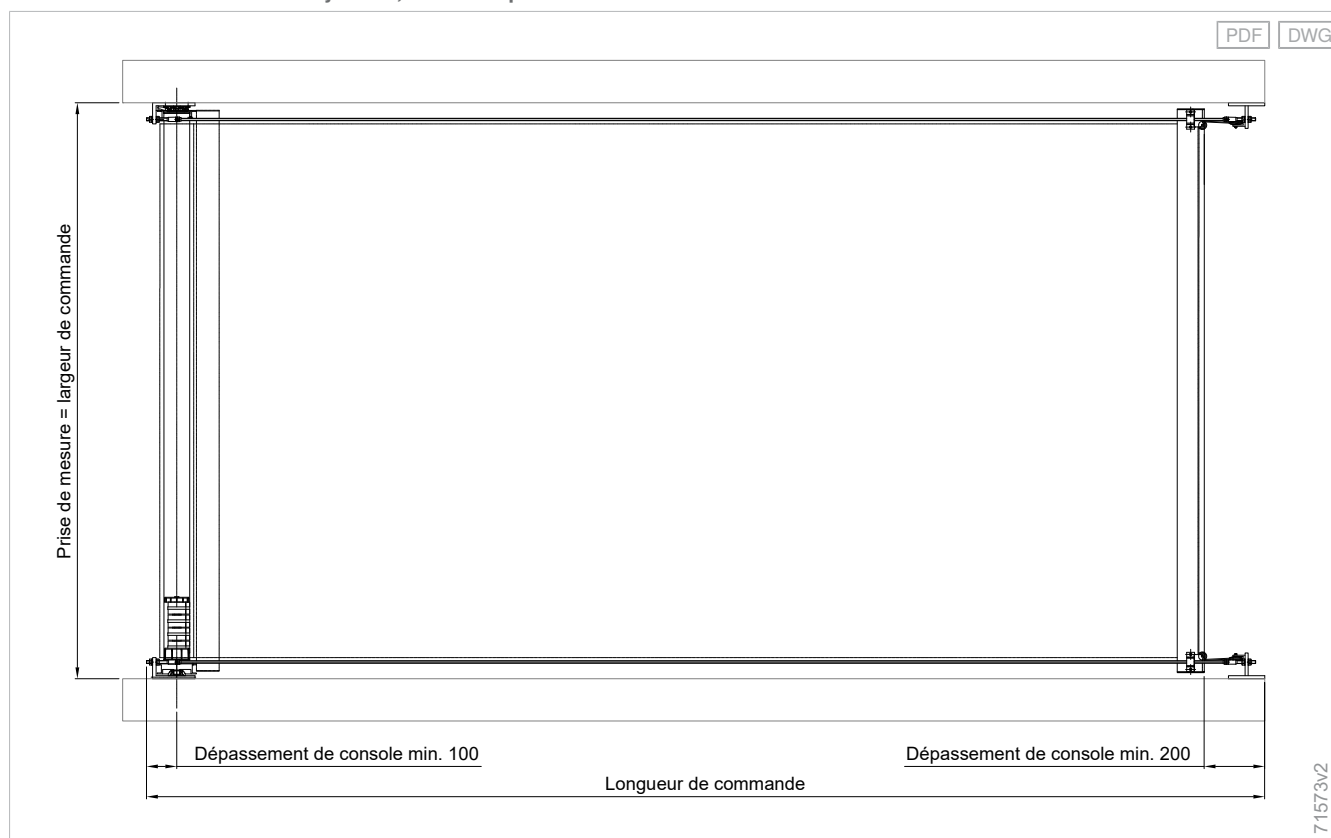 PDF DWG
Prise de mesure = largeur de commande
Dépassement de console min. 100
Dépassement de console min. 200
Longueur de commande
71573v2